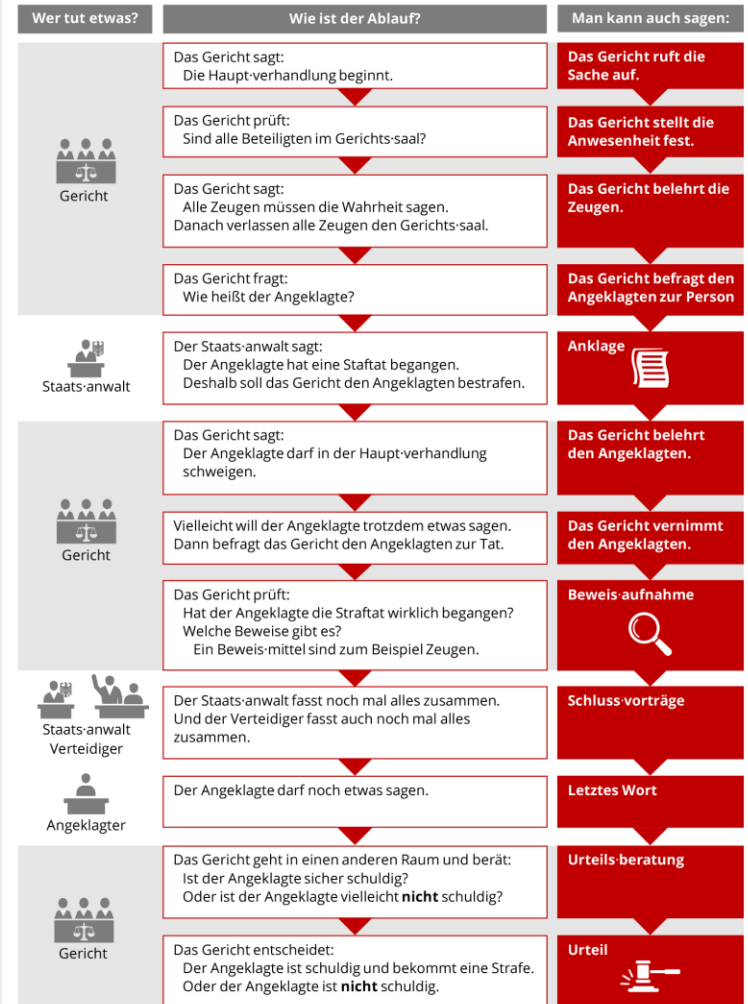 Wer tut etwas?
Wie ist der Ablauf?
Man kann auch sagen:
Gericht
Das Gericht sagt:
Die Haupt·verhandlung beginnt.
Das Gericht ruft die
Sache auf.
Das Gericht prüft:
Sind alle Beteiligten im Gerichts·saal?
Das Gericht stellt die
Anwesenheit fest.
Das Gericht sagt:
Alle Zeugen müssen die Wahrheit sagen.
Danach verlassen alle Zeugen den Gerichts·saal.
Das Gericht belehrt die
Zeugen.
Das Gericht fragt:
Wie heißt der Angeklagte?
Das Gericht befragt den
Angeklagten zur Person
Staats·anwalt
Der Staats·anwalt sagt:
Der Angeklagte hat eine Staftat begangen.
Deshalb soll das Gericht den Angeklagten bestrafen.
Anklage
Gericht
Das Gericht sagt:
Der Angeklagte darf in der Haupt·verhandlung
schweigen.
Das Gericht belehrt
den Angeklagten.
Vielleicht will der Angeklagte trotzdem etwas sagen.
Dann befragt das Gericht den Angeklagten zur Tat.
Das Gericht vernimmt
den Angeklagten.
Das Gericht prüft:
Hat der Angeklagte die Straftat wirklich begangen?
Welche Beweise gibt es?
Ein Beweis·mittel sind zum Beispiel Zeugen.
Beweis·aufnahme
Staats·anwalt
Verteidiger
Der Staats·anwalt fasst noch mal alles zusammen.
Und der Verteidiger fasst auch noch mal alles
zusammen.
Schluss·vorträge
Angeklagter
Der Angeklagte darf noch etwas sagen.
Letztes Wort
Gericht
Das Gericht geht in einen anderen Raum und berät:
Ist der Angeklagte sicher schuldig?
Oder ist der Angeklagte vielleicht nicht schuldig?
Urteils·beratung
Das Gericht entscheidet:
Der Angeklagte ist schuldig und bekommt eine Strafe.
Oder der Angeklagte ist nicht schuldig.
Urteil